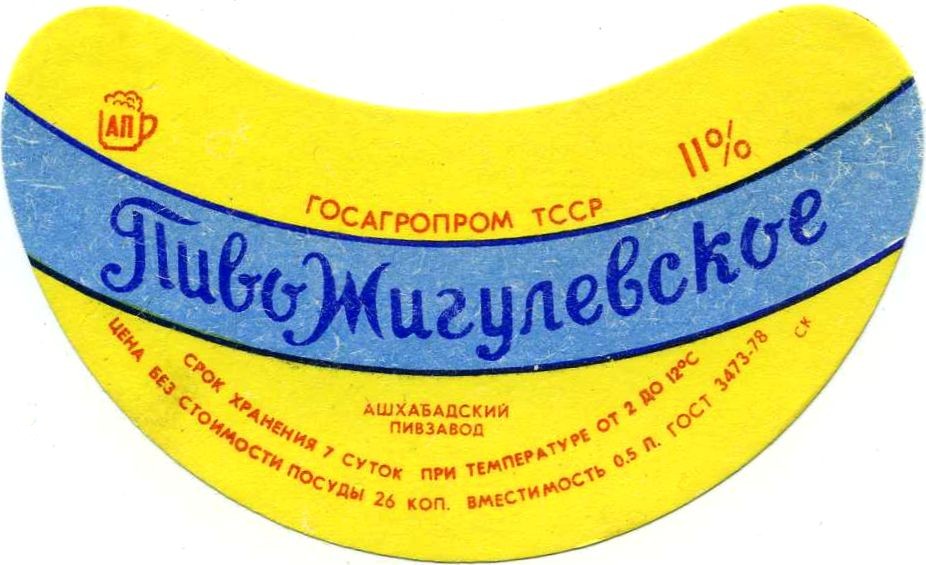 АП
11%
ГОСАГРОПРОМ ТССР
Пиво Жигулевское
АШХАБАДСКИЙ
ПИВЗАВОД
СРОК ХРАНЕНИЯ 7 СУТОК ПРИ ТЕМПЕРАТУРЕ ОТ 2 ДО 12°С
ЦЕНА БЕЗ СТОИМОСТИ ПОСУДЫ 26 КОП. ВМЕСТИМОСТЬ 0.5 Л. ГОСТ 3473-78 СК